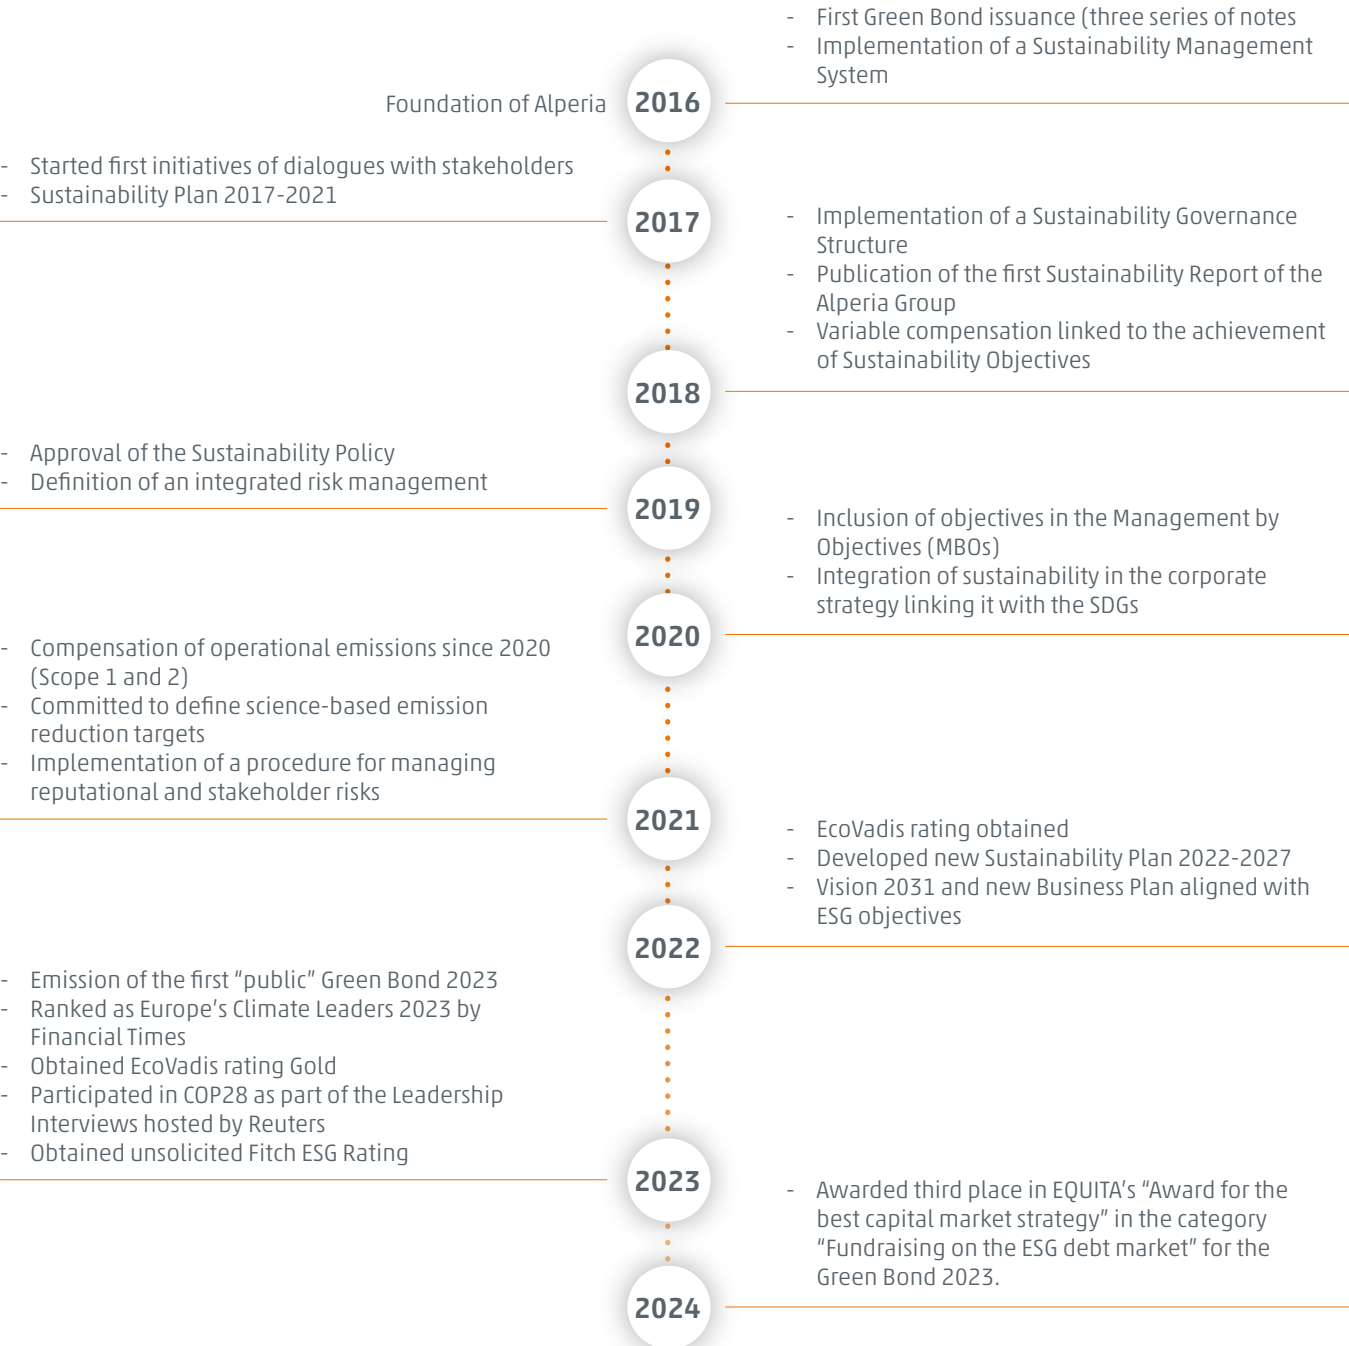 - First Green Bond issuance (three series of notes
- Implementation of a Sustainability Management
System
Foundation of Alperia
2016
- Started first initiatives of dialogues with stakeholders
- Sustainability Plan 2017-2021
2017
- Implementation of a Sustainability Governance
Structure
- Publication of the first Sustainability Report of the
Alperia Group
- Variable compensation linked to the achievement
of Sustainability Objectives
2018
- Approval of the Sustainability Policy
- Definition of an integrated risk management
2019
- Inclusion of objectives in the Management by
Objectives (MBOs)
- Integration of sustainability in the corporate
strategy linking it with the SDGs
2020
- Compensation of operational emissions since 2020
(Scope 1 and 2)
- Committed to define science-based emission
reduction targets
- Implementation of a procedure for managing
reputational and stakeholder risks
2021
- EcoVadis rating obtained
- Developed new Sustainability Plan 2022-2027
- Vision 2031 and new Business Plan aligned with
ESG objectives
2022
- Emission of the first “public” Green Bond 2023
- Ranked as Europe’s Climate Leaders 2023 by
Financial Times
- Obtained EcoVadis rating Gold
- Participated in COP28 as part of the Leadership
Interviews hosted by Reuters
- Obtained unsolicited Fitch ESG Rating
2023
- Awarded third place in EQUITA’s “Award for the
best capital market strategy” in the category
“Fundraising on the ESG debt market” for the
Green Bond 2023.
2024